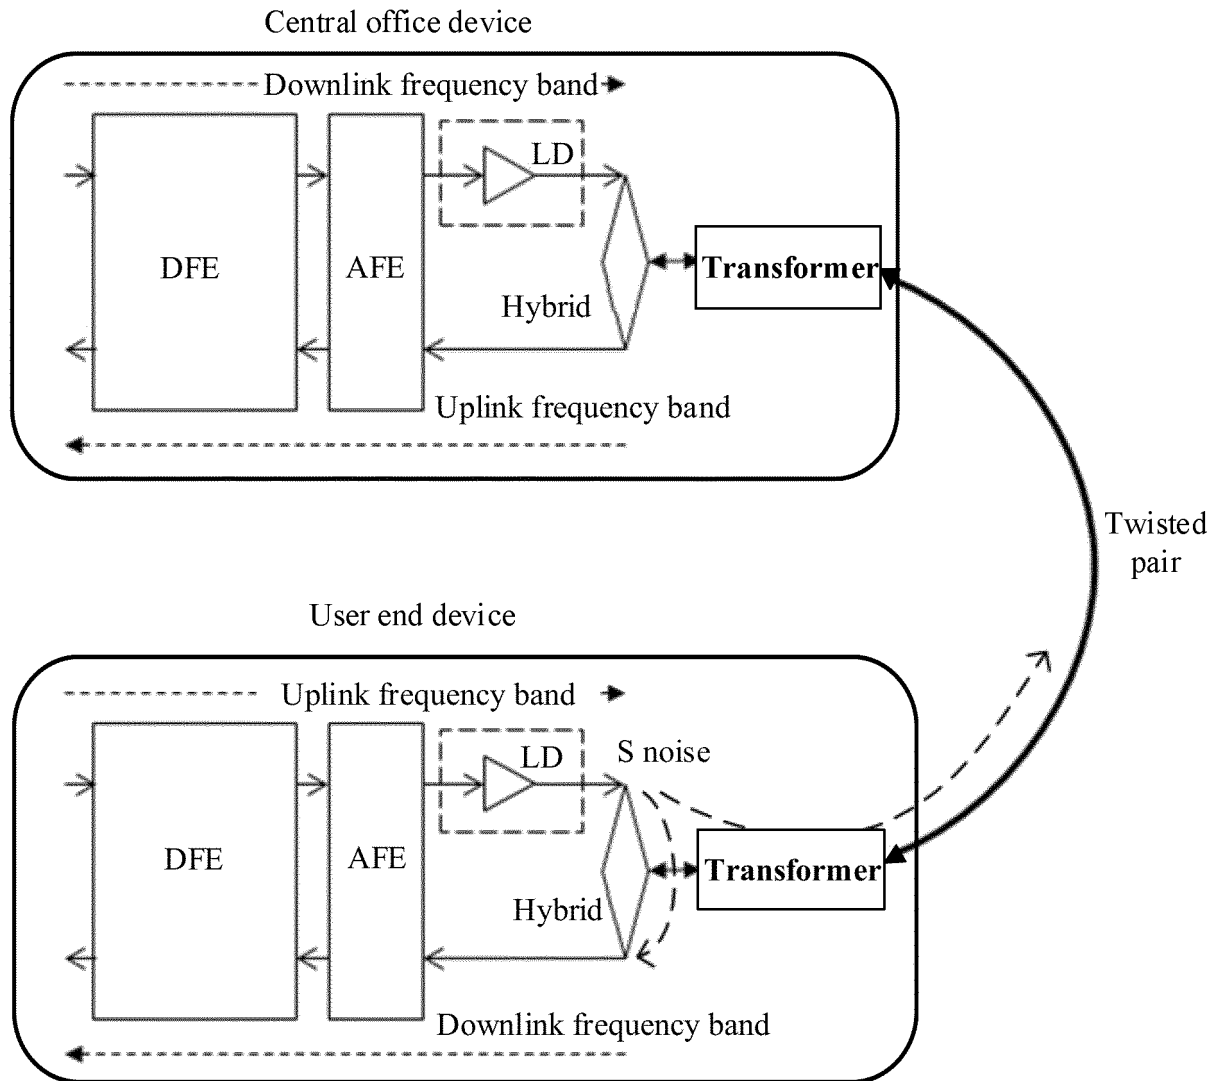 Central office device
Downlink frequency band
LD
DFE
AFE
Transformer
Hybrid
Uplink frequency band
Twisted
pair
User end device
Uplink frequency band
LD
S noise
DFE
AFE
Transformer
Hybrid
Downlink frequency band